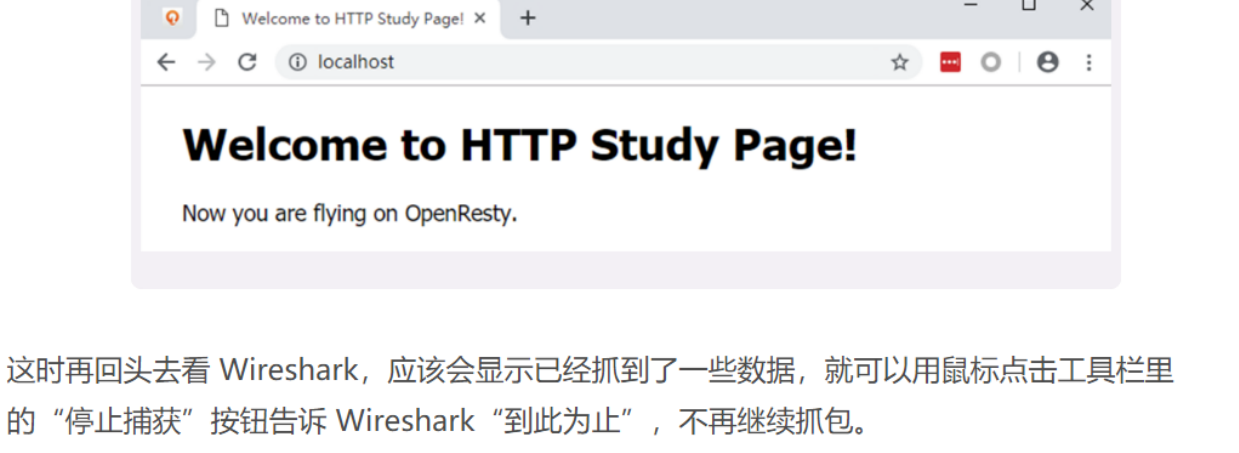 Welcome to HTTP Study Page!
localhost
Welcome to HTTP Study Page!
Now you are flying on OpenResty.
这时再回头去看 Wireshark，应该会显示已经抓到了一些数据，就可以用鼠标点击工具栏里
的“停止捕获”按钮告诉 Wireshark“到此为止”，不再继续抓包。